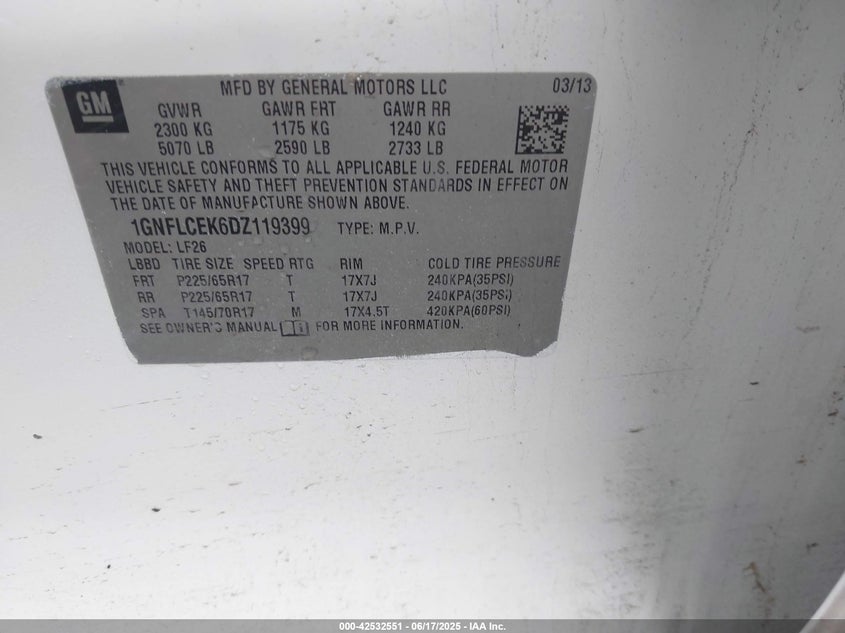 GM
MFD BY GENERAL MOTORS LLC 03/13
GVWR GAWR FRT GAWR RR
2300 KG 1175 KG 1240 KG
5070 LB 2590 LB 2733 LB
THIS VEHICLE CONFORMS TO ALL APPLICABLE U.S. FEDERAL MOTOR
VEHICLE SAFETY AND THEFT PREVENTION STANDARDS IN EFFECT ON
THE DATE OF MANUFACTURE SHOWN ABOVE.
1GNFLCEK6DZ119399 TYPE: M.P.V.
MODEL: LF26
LBBD TIRE SIZE SPEED RTG RIM COLD TIRE PRESSURE
FRT P225/65R17 T 17X7J 240KPA(35PSI)
RR P225/65R17 T 17X7J 240KPA(35PSI)
SPA T145/70R17 M 17X4.5T 420KPA(60PSI)
SEE OWNER'S MANUAL FOR MORE INFORMATION.
000-42532551 - 06/17/2025 - IAA Inc.